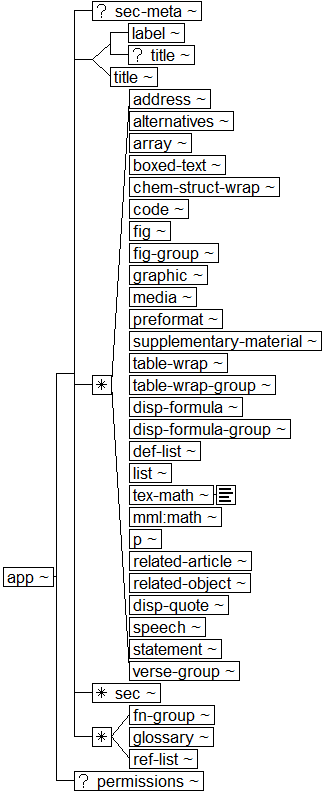 ? sec-meta ~
label ~
? title ~
title ~
address ~
alternatives ~
array ~
boxed-text ~
chem-struct-wrap ~
code ~
fig ~
fig-group ~
graphic ~
media ~
preformat ~
supplementary-material ~
table-wrap ~
* table-wrap-group ~
disp-formula ~
disp-formula-group ~
def-list ~
list ~
tex-math ~
mml:math ~
p ~
related-article ~
app ~ related-object ~
disp-quote ~
speech ~
statement ~
verse-group ~
* sec ~
fn-group ~
* glossary ~
ref-list ~
? permissions ~